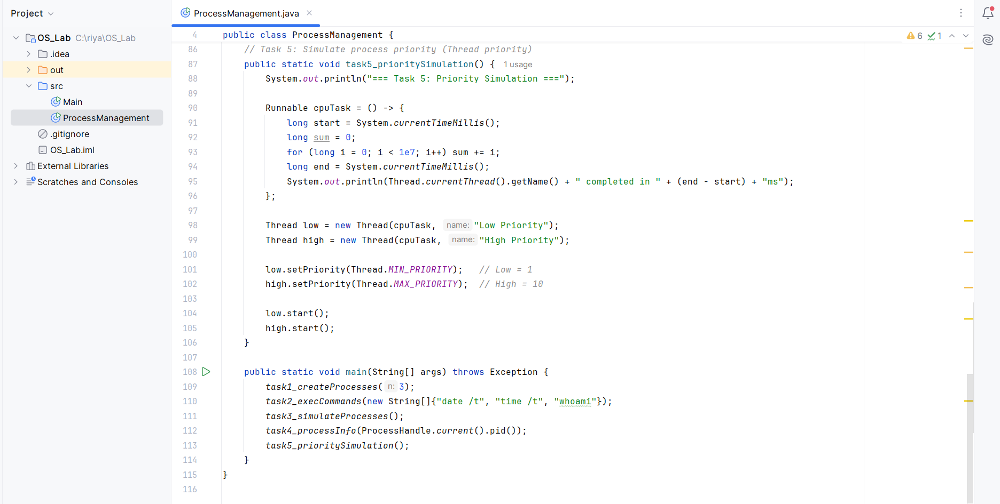 Project
OS_Lab C:\riya\OS_Lab
.idea
out
src
Main
ProcessManagement
.gitignore
OS_Lab.iml
External Libraries
Scratches and Consoles
ProcessManagement.java
6 1
4 public class ProcessManagement {
86 // Task 5: Simulate process priority (Thread priority)
87 public static void task5_prioritySimulation() { 1 usage
88 System.out.println("=== Task 5: Priority Simulation ===");
89
90 Runnable cpuTask = () -> {
91 long start = System.currentTimeMillis();
92 long sum = 0;
93 for (long i = 0; i < 1e7; i++) sum += i;
94 long end = System.currentTimeMillis();
95 System.out.println(Thread.currentThread().getName() + " completed in " + (end - start) + "ms");
96 };
97
98 Thread low = new Thread(cpuTask, name: "Low Priority");
99 Thread high = new Thread(cpuTask, name: "High Priority");
100
101 low.setPriority(Thread.MIN_PRIORITY); // Low = 1
102 high.setPriority(Thread.MAX_PRIORITY); // High = 10
103
104 low.start();
105 high.start();
106 }
107
108 public static void main(String[] args) throws Exception {
109 task1_createProcesses( n: 3);
110 task2_execCommands(new String[]{"date /t", "time /t", "whoami"});
111 task3_simulateProcesses();
112 task4_processInfo(ProcessHandle.current().pid());
113 task5_prioritySimulation();
114 }
115 }
116